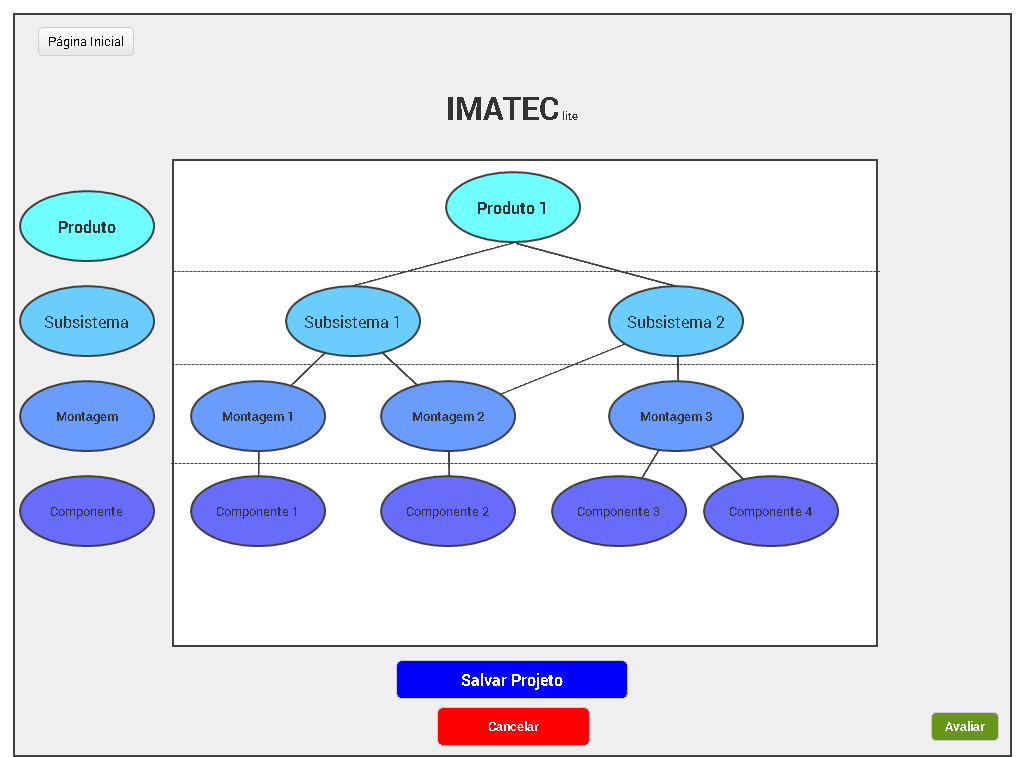 Página Inicial
IMATEC lite
Produto
Produto 1
Subsistema
Subsistema 1
Subsistema 2
Montagem
Montagem 1
Montagem 2
Montagem 3
Componente
Componente 1
Componente 2
Componente 3
Componente 4
Salvar Projeto
Cancelar
Avaliar